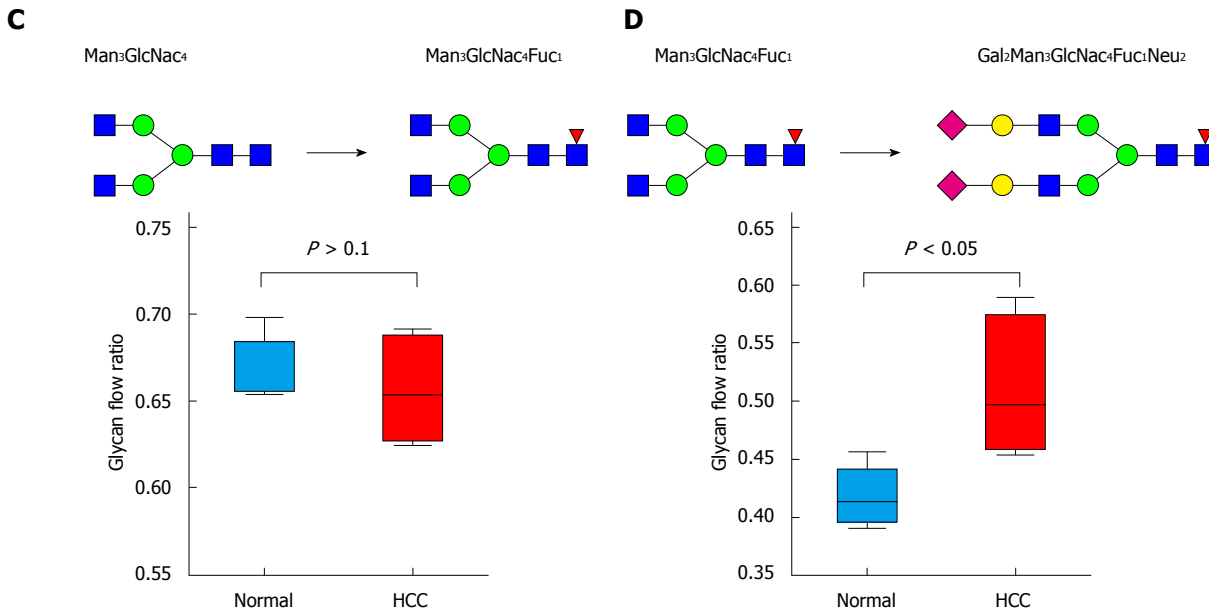 C
Man₃GlcNac₄
Man₃GlcNac₄Fuc₁
P > 0.1
Glycan flow ratio
0.75
0.70
0.65
0.60
0.55
Normal
HCC
D
Man₃GlcNac₄Fuc₁
Gal₂Man₃GlcNac₄Fuc₁Neu₂
P < 0.05
Glycan flow ratio
0.65
0.60
0.55
0.50
0.45
0.40
0.35
Normal
HCC